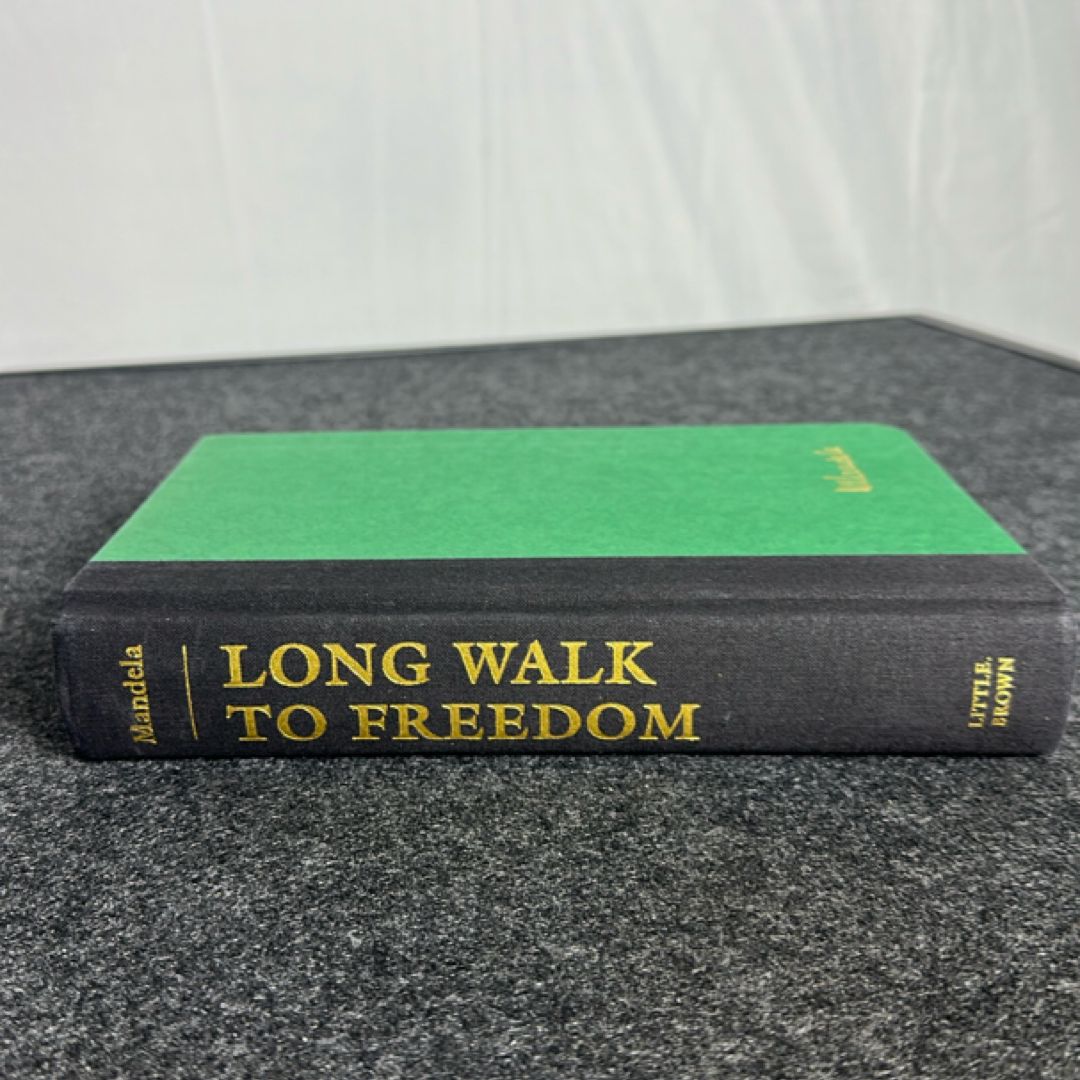 Mandela
LONG WALK
TO FREEDOM
LITTLE,
BROWN